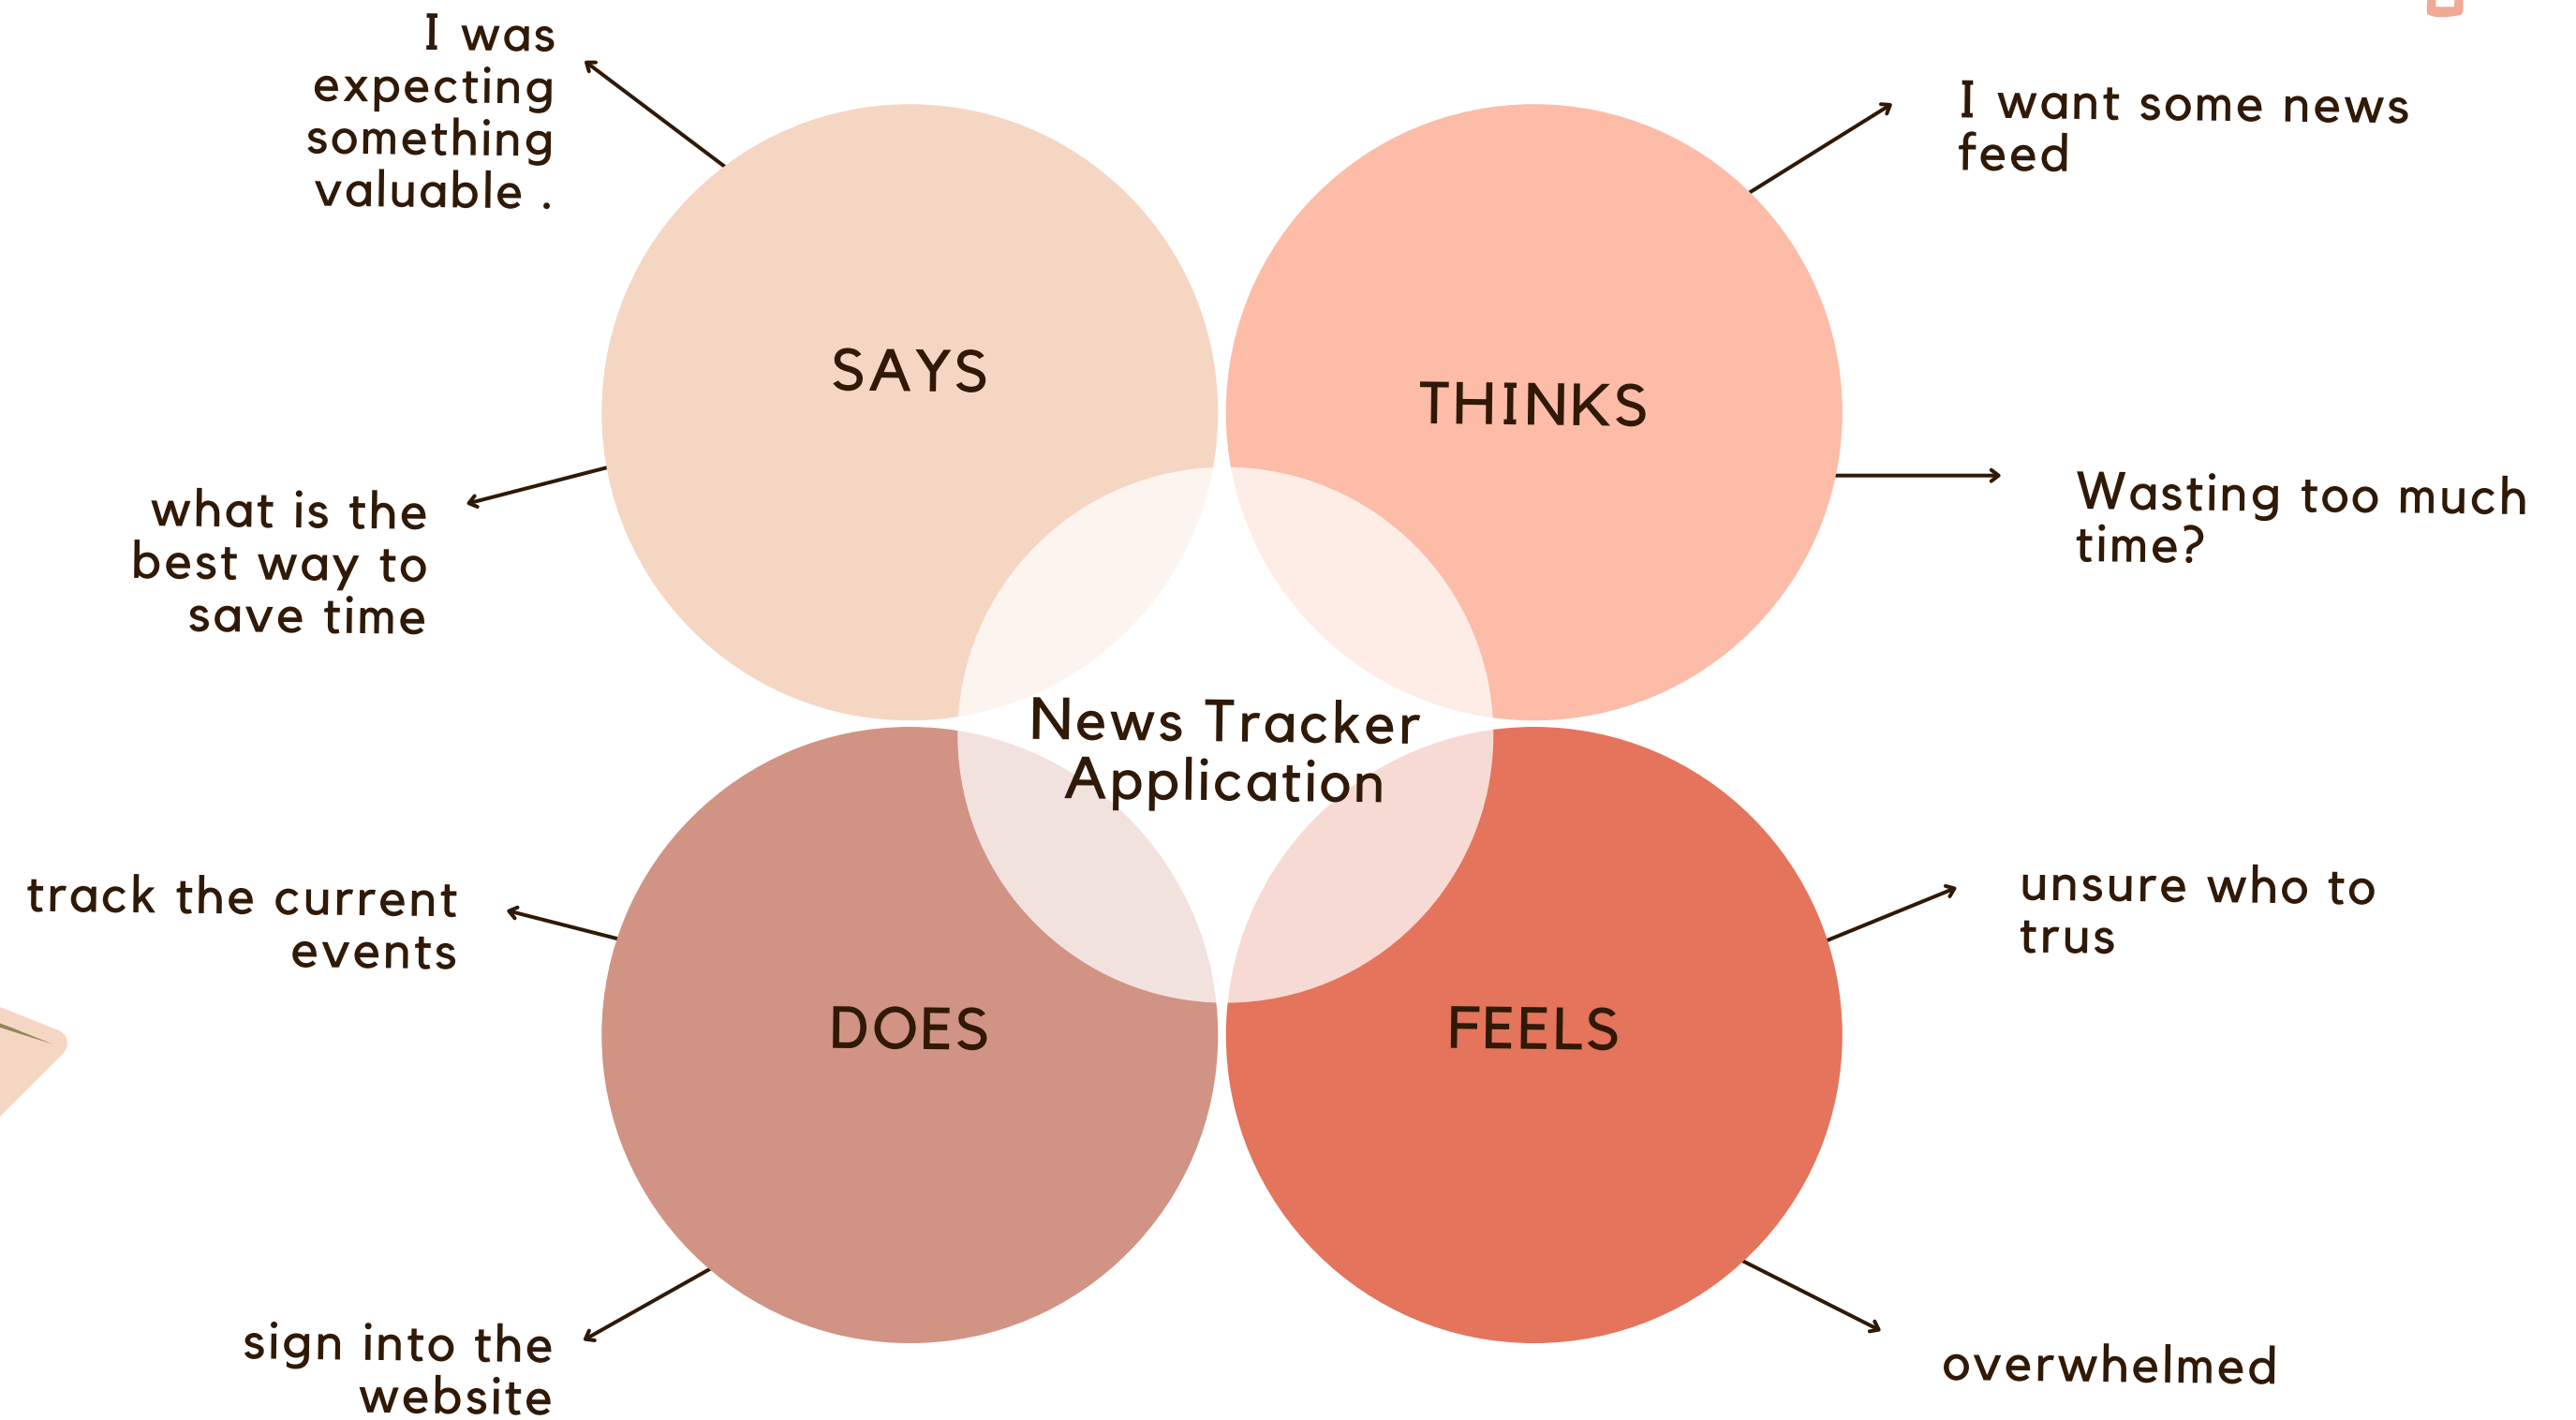 I was
expecting
something
valuable .
I want some news
feed
SAYS
THINKS
what is the
best way to
save time
Wasting too much
time?
News Tracker
Application
track the current
events
unsure who to
trus
DOES
FEELS
sign into the
website
overwhelmed